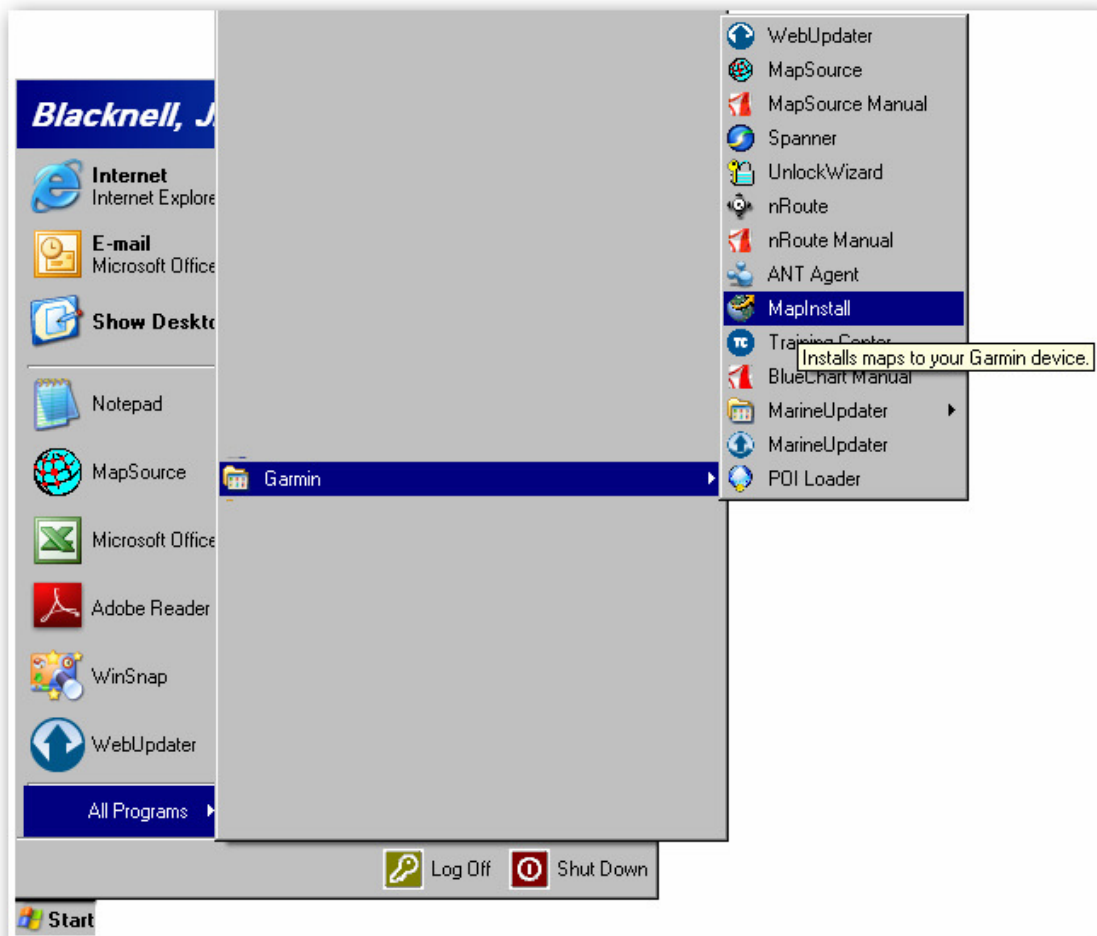 Blacknell, J
Internet
Internet Explore
E-mail
Microsoft Office
Show Deskto
Notepad
MapSource
Microsoft Office
Adobe Reader
WinSnap
WebUpdater
All Programs
Log Off
Shut Down
Start
Garmin
WebUpdater
MapSource
MapSource Manual
Spanner
UnlockWizard
nRoute
nRoute Manual
ANT Agent
MapInstall
Training Center
Installs maps to your Garmin device.
BlueChart Manual
MarineUpdater
MarineUpdater
POI Loader